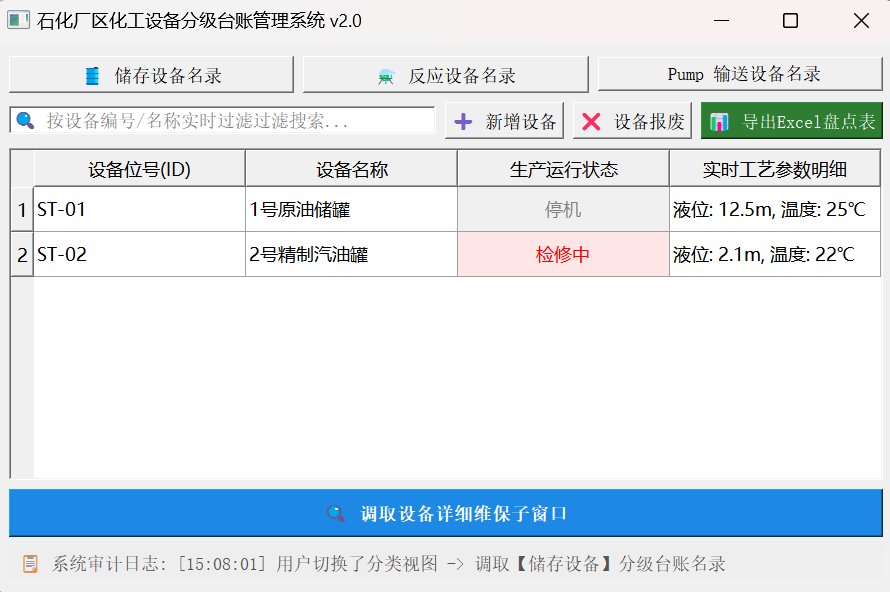 石化厂区化工设备分级台账管理系统 v2.0
储存设备名录 反应设备名录 Pump 输送设备名录
按设备编号/名称实时过滤过滤搜索... 新增设备 设备报废 导出Excel盘点表
设备位号(ID) 设备名称 生产运行状态 实时工艺参数明细
1 ST-01 1号原油储罐 停机 液位: 12.5m, 温度: 25℃
2 ST-02 2号精制汽油罐 检修中 液位: 2.1m, 温度: 22℃
调取设备详细维保子窗口
系统审计日志: [15:08:01] 用户切换了分类视图 -> 调取【储存设备】分级台账名录